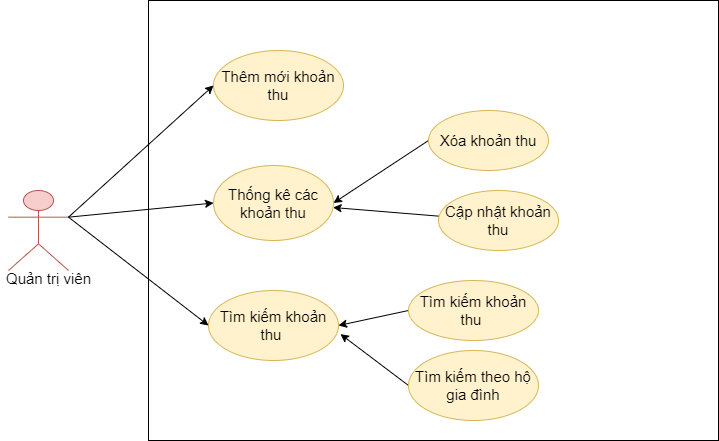 Thêm mới khoản
thu
Xóa khoản thu
Thống kê các
khoản thu
Cập nhật khoản
thu
Quản trị viên
Tìm kiếm khoản
thu
Tìm kiếm khoản
thu
Tìm kiếm theo hộ
gia đình